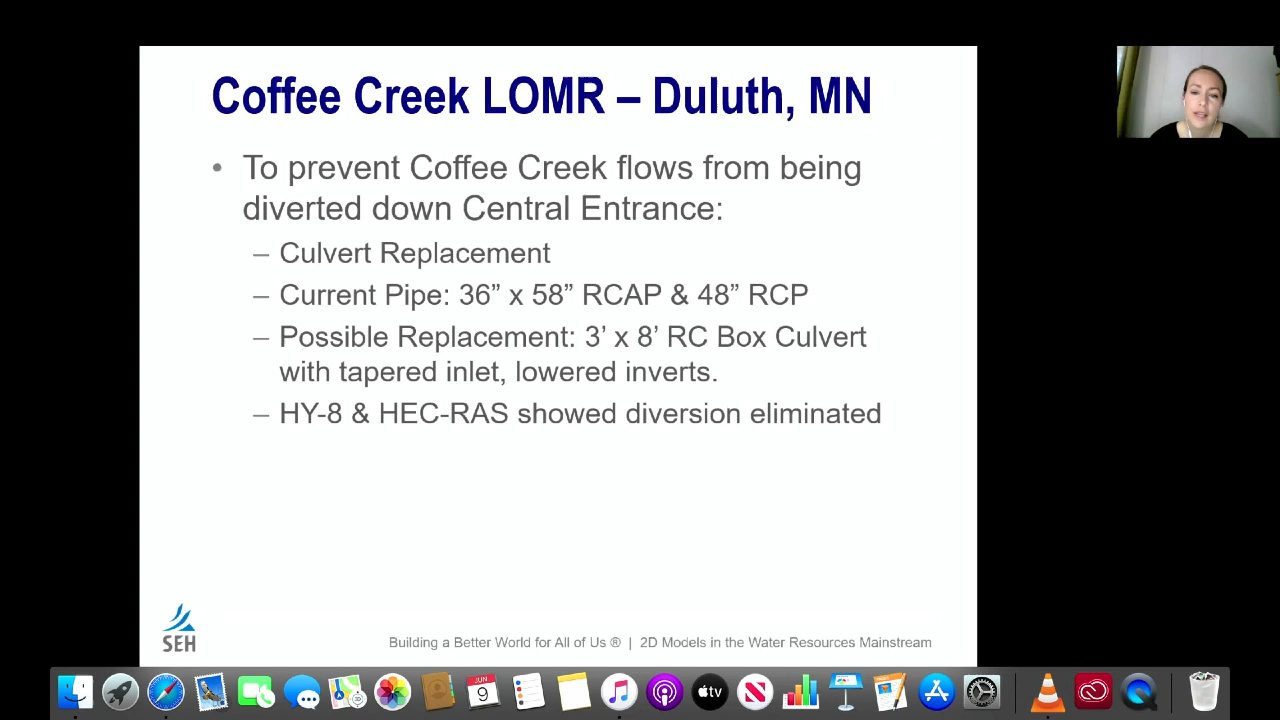 Coffee Creek LOMR – Duluth, MN
• To prevent Coffee Creek flows from being
diverted down Central Entrance:
– Culvert Replacement
– Current Pipe: 36” x 58” RCAP & 48” RCP
– Possible Replacement: 3’ x 8’ RC Box Culvert
with tapered inlet, lowered inverts.
– HY-8 & HEC-RAS showed diversion eliminated
SEH
Building a Better World for All of Us ® | 2D Models in the Water Resources Mainstream
JUN
9
tv